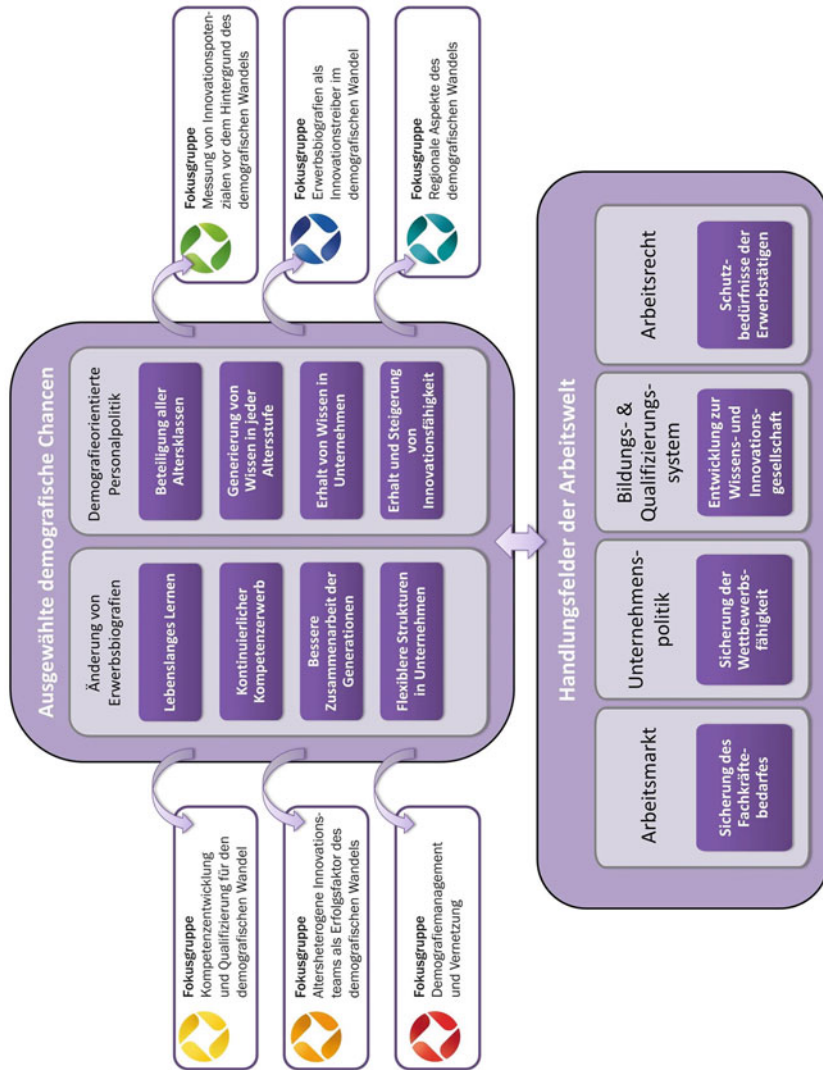 Ausgewählte demografische Chancen
Änderung von
Erwerbsbiografien
Lebenslanges Lernen
Kontinuierlicher
Kompetenzerwerb
Bessere
Zusammenarbeit der
Generationen
Flexiblere Strukturen
in Unternehmen
Demografieorientierte
Personalpolitik
Beteiligung aller
Altersklassen
Generierung von
Wissen in jeder
Altersstufe
Erhalt von Wissen in
Unternehmen
Erhalt und Steigerung
von
Innovationsfähigkeit
Fokusgruppe
Kompetenzentwicklung
und Qualifizierung für den
demografischen Wandel
Fokusgruppe
Altersheterogene Innovations-
teams als Erfolgsfaktor des
demografischen Wandels
Fokusgruppe
Demografiemanagement
und Vernetzung
Fokusgruppe
Messung von Innovationspoten-
zialen vor dem Hintergrund des
demografischen Wandels
Fokusgruppe
Erwerbsbiografien als
Innovationstreiber im
demografischen Wandel
Fokusgruppe
Regionale Aspekte des
demografischen Wandels
Handlungsfelder der Arbeitswelt
Arbeitsmarkt
Sicherung des
Fachkräfte-
bedarfes
Unternehmens-
politik
Sicherung der
Wettbewerbs-
fähigkeit
Bildungs- &
Qualifizierungs-
system
Entwicklung zur
Wissens- und
Innovations-
gesellschaft
Arbeitsrecht
Schutz-
bedürfnisse der
Erwerbstätigen